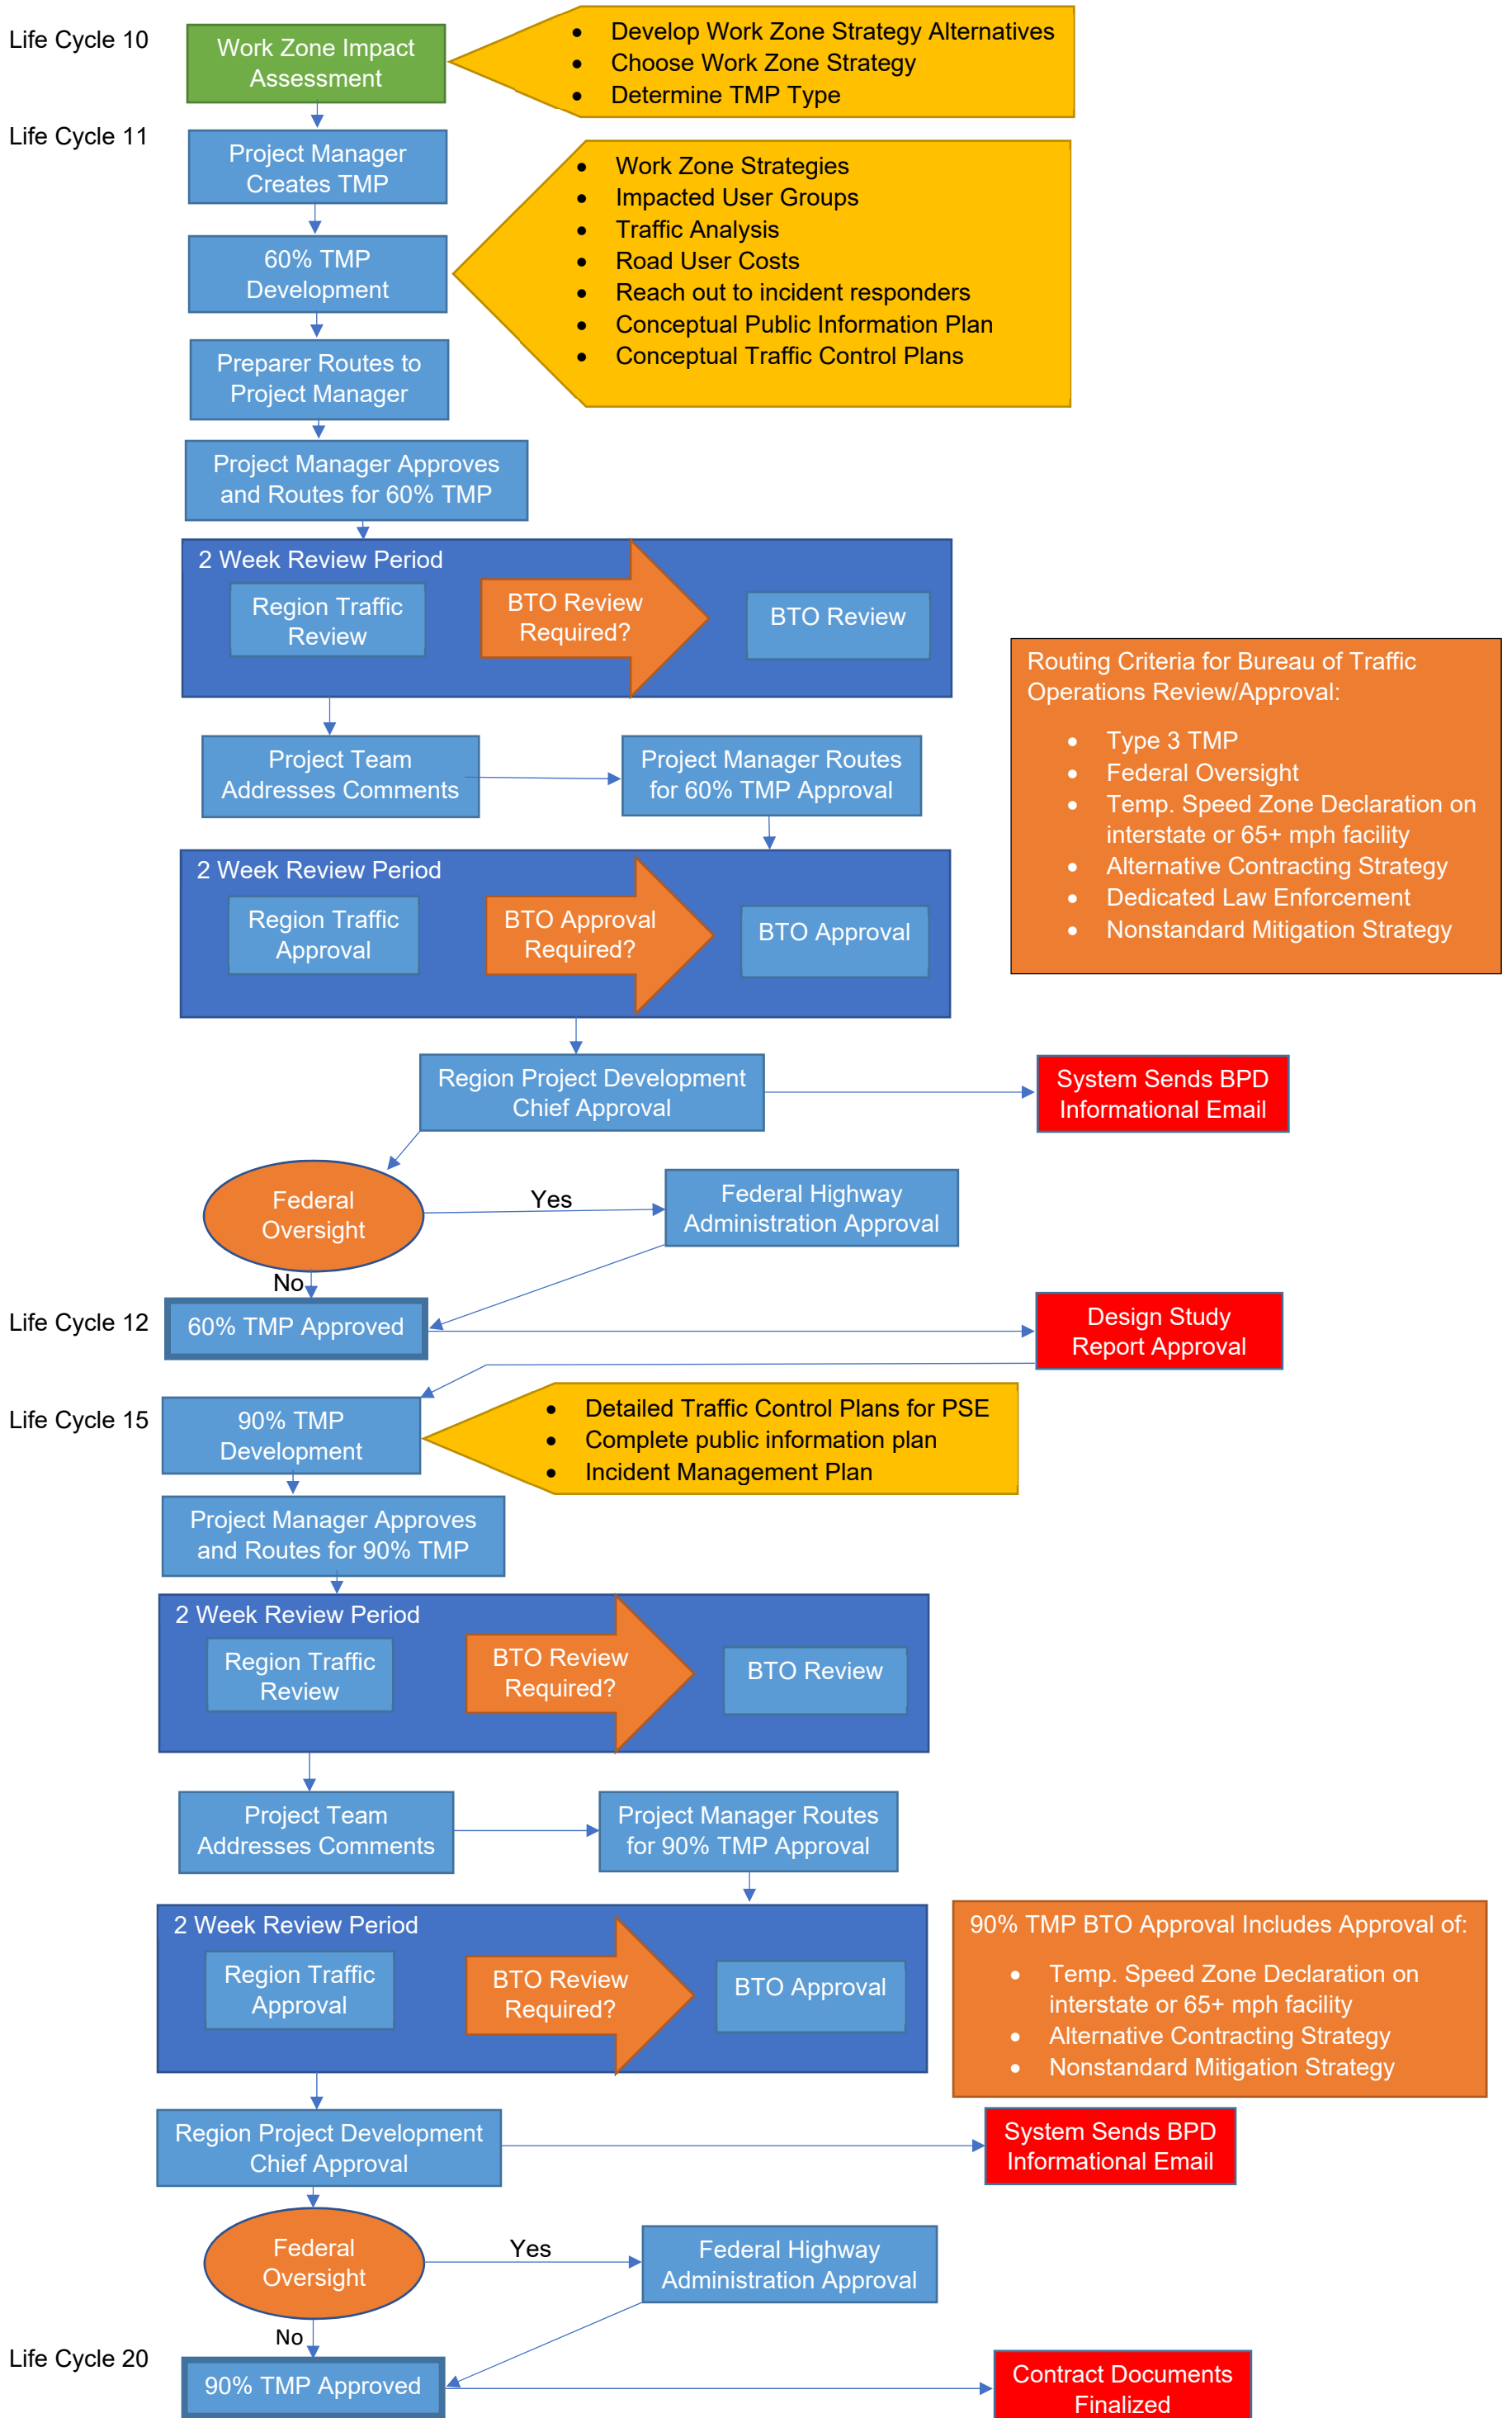 Life Cycle 10
Work Zone Impact
Assessment
• Develop Work Zone Strategy Alternatives
• Choose Work Zone Strategy
• Determine TMP Type
Life Cycle 11
Project Manager
Creates TMP
• Work Zone Strategies
• Impacted User Groups
• Traffic Analysis
• Road User Costs
• Reach out to incident responders
• Conceptual Public Information Plan
• Conceptual Traffic Control Plans
60% TMP
Development
Preparer Routes to
Project Manager
Project Manager Approves
and Routes for 60% TMP
2 Week Review Period
Region Traffic
Review
BTO Review
Required?
BTO Review
Routing Criteria for Bureau of Traffic
Operations Review/Approval:
• Type 3 TMP
• Federal Oversight
• Temp. Speed Zone Declaration on
interstate or 65+ mph facility
• Alternative Contracting Strategy
• Dedicated Law Enforcement
• Nonstandard Mitigation Strategy
Project Team
Addresses Comments
Project Manager Routes
for 60% TMP Approval
2 Week Review Period
Region Traffic
Approval
BTO Approval
Required?
BTO Approval
Region Project Development
Chief Approval
System Sends BPD
Informational Email
Federal
Oversight
Yes
Federal Highway
Administration Approval
No
Life Cycle 12
60% TMP Approved
Design Study
Report Approval
Life Cycle 15
90% TMP
Development
• Detailed Traffic Control Plans for PSE
• Complete public information plan
• Incident Management Plan
Project Manager Approves
and Routes for 90% TMP
2 Week Review Period
Region Traffic
Review
BTO Review
Required?
BTO Review
Project Team
Addresses Comments
Project Manager Routes
for 90% TMP Approval
2 Week Review Period
Region Traffic
Approval
BTO Review
Required?
BTO Approval
90% TMP BTO Approval Includes Approval of:
• Temp. Speed Zone Declaration on
interstate or 65+ mph facility
• Alternative Contracting Strategy
• Nonstandard Mitigation Strategy
Region Project Development
Chief Approval
System Sends BPD
Informational Email
Federal
Oversight
Yes
Federal Highway
Administration Approval
No
Life Cycle 20
90% TMP Approved
Contract Documents
Finalized